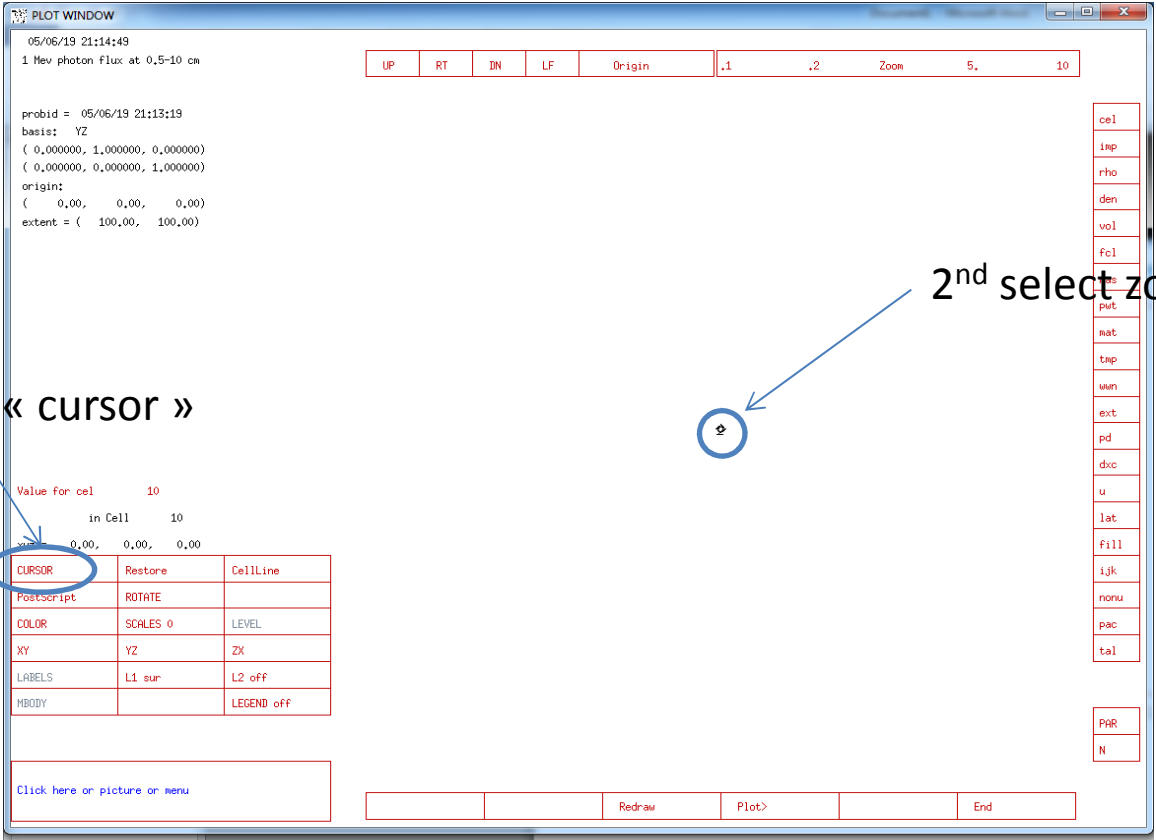 PLOT WINDOW
05/06/19 21:14:49
1 Mev photon flux at 0.5-10 cm
UP RT DN LF Origin .1 .2 Zoom 5. 10
probid = 05/06/19 21:13:19
basis: YZ
( 0.000000, 1.000000, 0.000000)
( 0.000000, 0.000000, 1.000000)
origin:
( 0.00, 0.00, 0.00)
extent = ( 100.00, 100.00)
cel
imp
rho
den
vol
fcl
mas
pwt
mat
tmp
wwn
ext
pd
dxc
u
lat
fill
ijk
nonu
pac
tal
2nd select zo
« cursor »
Value for cel 10
in Cell 10
xyz = 0.00, 0.00, 0.00
CURSOR Restore CellLine
PostScript ROTATE
COLOR SCALES 0 LEVEL
XY YZ ZX
LABELS L1 sur L2 off
MBODY LEGEND off
PAR
N
Click here or picture or menu
Redraw Plot> End